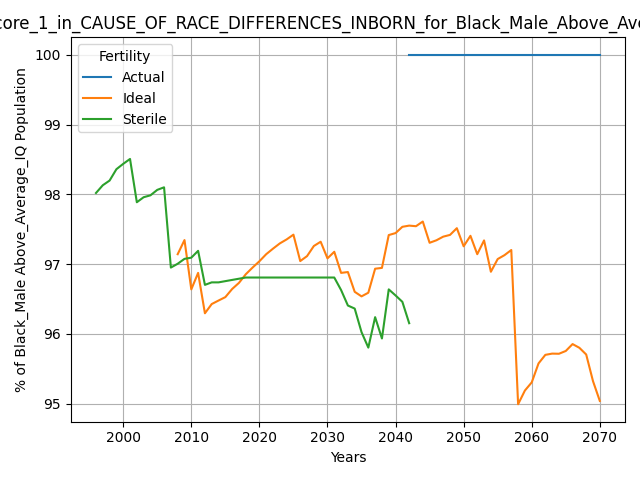 core_1_in_CAUSE_OF_RACE_DIFFERENCES_INBORN_for_Black_Male_Above_Ave
Fertility
Actual
Ideal
Sterile
% of Black_Male Above_Average_IQ Population
100
99
98
97
96
95
2000 2010 2020 2030 2040 2050 2060 2070
Years